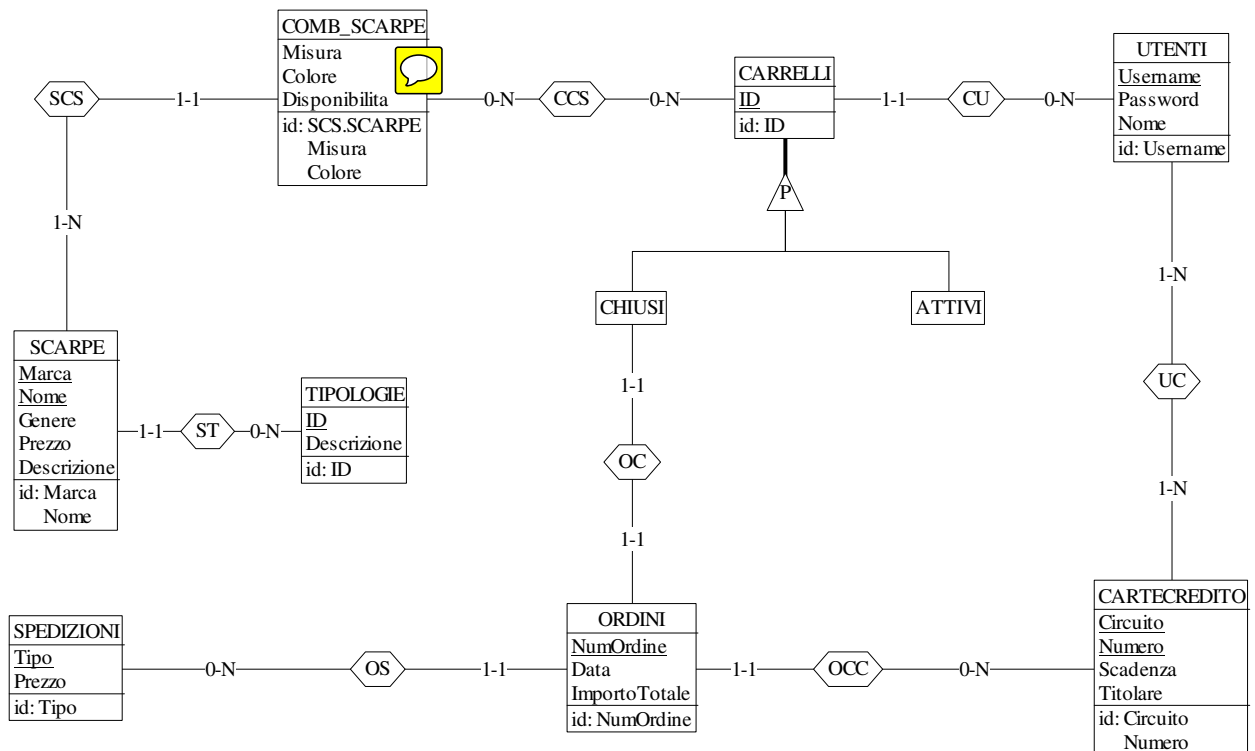 COMB_SCARPE
Misura
Colore
Disponibilita
id: SCS.SCARPE
Misura
Colore
SCS
1-1
0-N
CCS
0-N
CARRELLI
ID
id: ID
1-1
CU
0-N
UTENTI
Username
Password
Nome
id: Username
P
1-N
CHIUSI
ATTIVI
1-N
SCARPE
Marca
Nome
Genere
Prezzo
Descrizione
id: Marca
Nome
1-1
ST
0-N
TIPOLOGIE
ID
Descrizione
id: ID
1-1
OC
1-1
UC
1-N
SPEDIZIONI
Tipo
Prezzo
id: Tipo
0-N
OS
1-1
ORDINI
NumOrdine
Data
ImportoTotale
id: NumOrdine
1-1
OCC
0-N
CARTECREDITO
Circuito
Numero
Scadenza
Titolare
id: Circuito
Numero